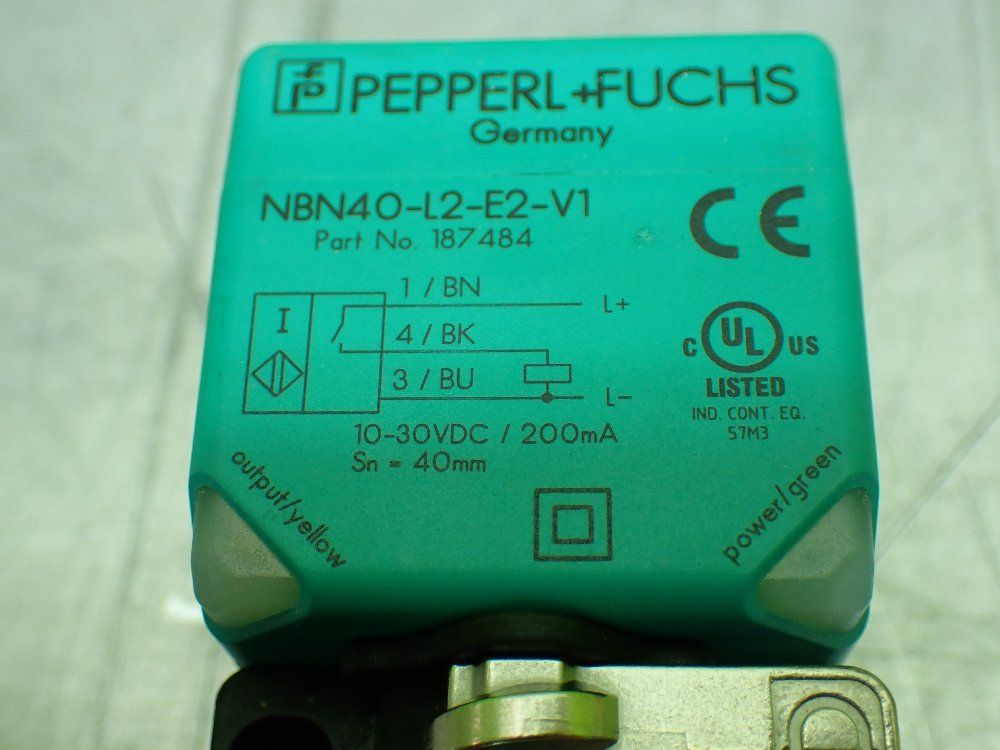 PEPPERL+FUCHS
Germany
NBN40-L2-E2-V1
Part No. 187484
CE
1 / BN
L+
4 / BK
3 / BU
L-
I
C UL US
LISTED
IND. CONT. EQ.
57M3
10-30VDC / 200mA
Sn = 40mm
output/yellow
power/green